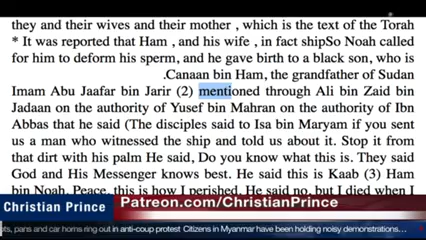 they and their wives and their mother , which is the text of the Torah
* It was reported that Ham , and his wife , in fact shipSo Noah called
for him to deform his sperm, and he gave birth to a black son, who is
.Canaan bin Ham, the grandfather of Sudan
Imam Abu Jaafar bin Jarir (2) mentioned through Ali bin Zaid bin
Jadaan on the authority of Yusef bin Mahran on the authority of Ibn
Abbas that he said (The disciples said to Isa bin Maryam if you sent
us a man who witnessed the ship and told us about it. Stop it from
that dirt with his palm He said, Do you know what this is. They said
God and His Messenger knows best. He said this is Kaab (3) Ham
bin Noah. Peace, this is how I perished. He said no, but I died when I
Christian Prince
Patreon.com/ChristianPrince
ts, pans and car horns ring out in anti-coup protest Citizens in Myanmar have been holding noisy demonstrations...